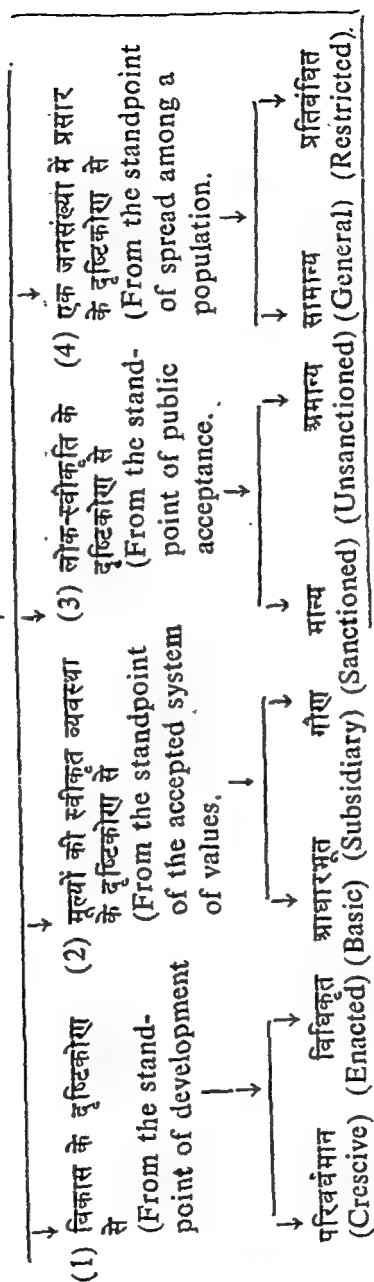 (1) विकास के दृष्टिकोण
से
(From the stand-
point of development
परिवर्धमान
(Crescive)
विधिकृत
(Enacted)
(2) मूल्यों की स्वीकृत व्यवस्था
के दृष्टिकोण से
(From the standpoint
of the accepted system
of values.
आधारभूत
(Basic)
गौण
(Subsidiary)
(3) लोक-स्वीकृति के
दृष्टिकोण से
(From the stand-
point of public
acceptance.
मान्य
(Sanctioned)
अमान्य
(Unsanctioned)
(4) एक जनसंख्या में प्रसार
के दृष्टिकोण से
(From the standpoint
of spread among a
population.
सामान्य
(General)
प्रतिबंधित
(Restricted).